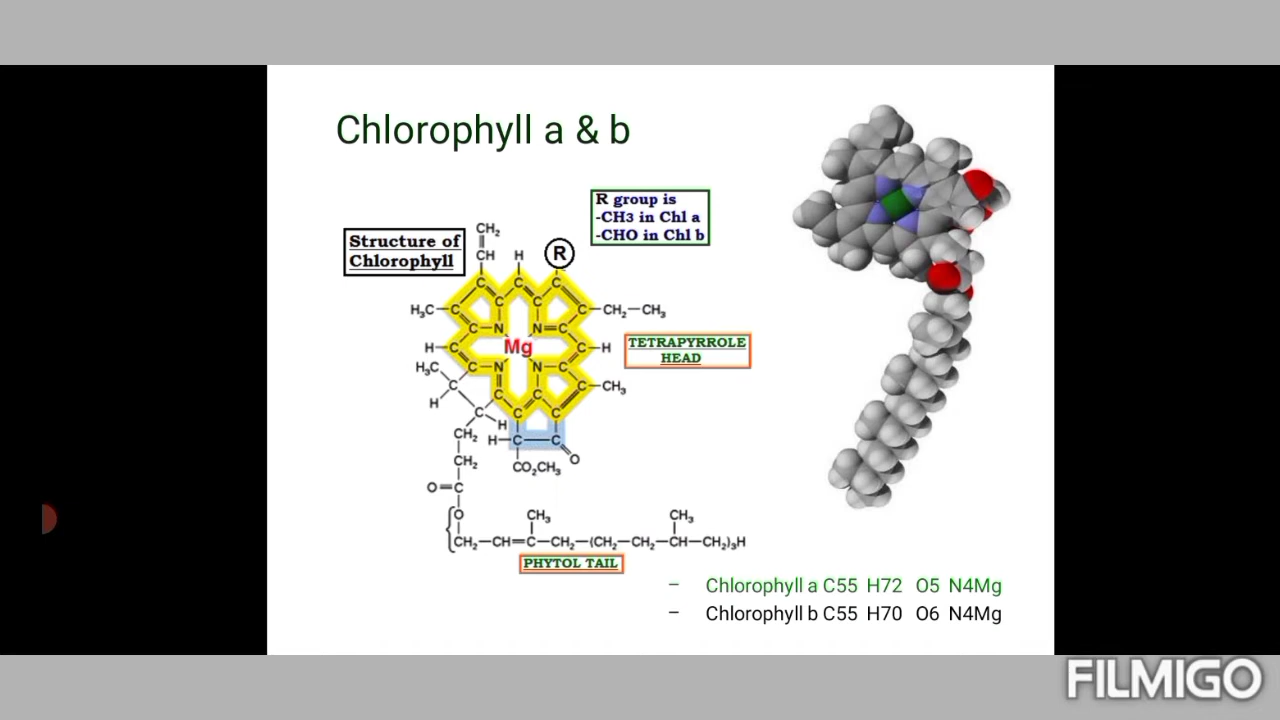 Chlorophyll a & b
R group is
-CH3 in Chl a
-CHO in Chl b
Structure of
Chlorophyll
CH₂
CH
H
R
C
C
C
C
C
C
H₃C
C
C
CH₂
CH₃
C
N
N
C
H
C
Mg
C
H
TETRAPYRROLE
HEAD
H₃C
C
N
N
C
C
C
C
C
C
CH₃
H
C
C
C
H
CH₂
H
C
C
O
CH₂
CO₂CH₃
O=C
O
CH₃
CH₃
CH₂—CH=C—CH₂—(CH₂—CH₂—CH—CH₂)₃H
PHYTOL TAIL
– Chlorophyll a C55 H72 O5 N4Mg
– Chlorophyll b C55 H70 O6 N4Mg
FILMIGO